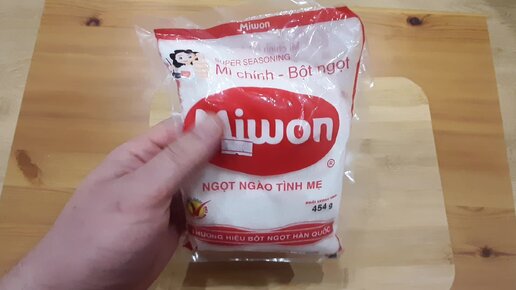 Miwon
SUPER SEASONING
Mì chính - Bột ngọt
Miwon
®
NGỌT NGÀO TÌNH MẸ
454 g
THƯƠNG HIỆU BỘT NGỌT HÀN QUỐC